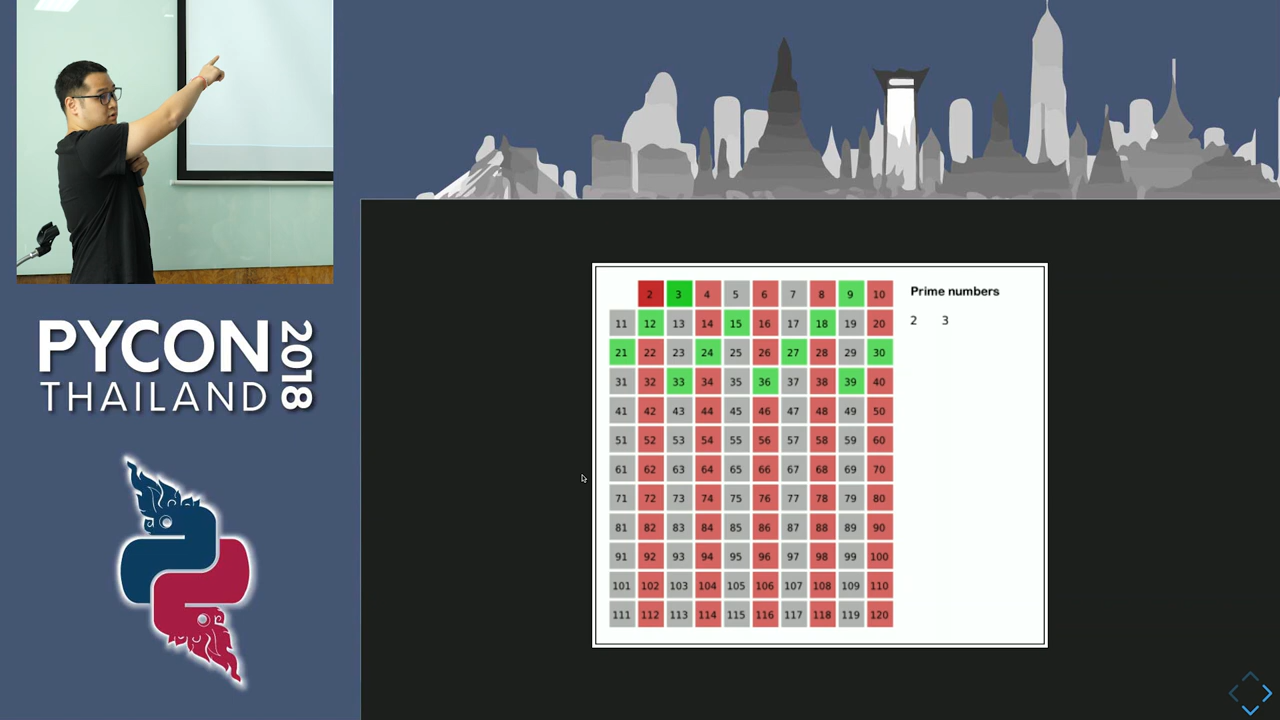 PYCON
THAILAND
2018
2 3 4 5 6 7 8 9 10
11 12 13 14 15 16 17 18 19 20
21 22 23 24 25 26 27 28 29 30
31 32 33 34 35 36 37 38 39 40
41 42 43 44 45 46 47 48 49 50
51 52 53 54 55 56 57 58 59 60
61 62 63 64 65 66 67 68 69 70
71 72 73 74 75 76 77 78 79 80
81 82 83 84 85 86 87 88 89 90
91 92 93 94 95 96 97 98 99 100
101 102 103 104 105 106 107 108 109 110
111 112 113 114 115 116 117 118 119 120
Prime numbers
2 3